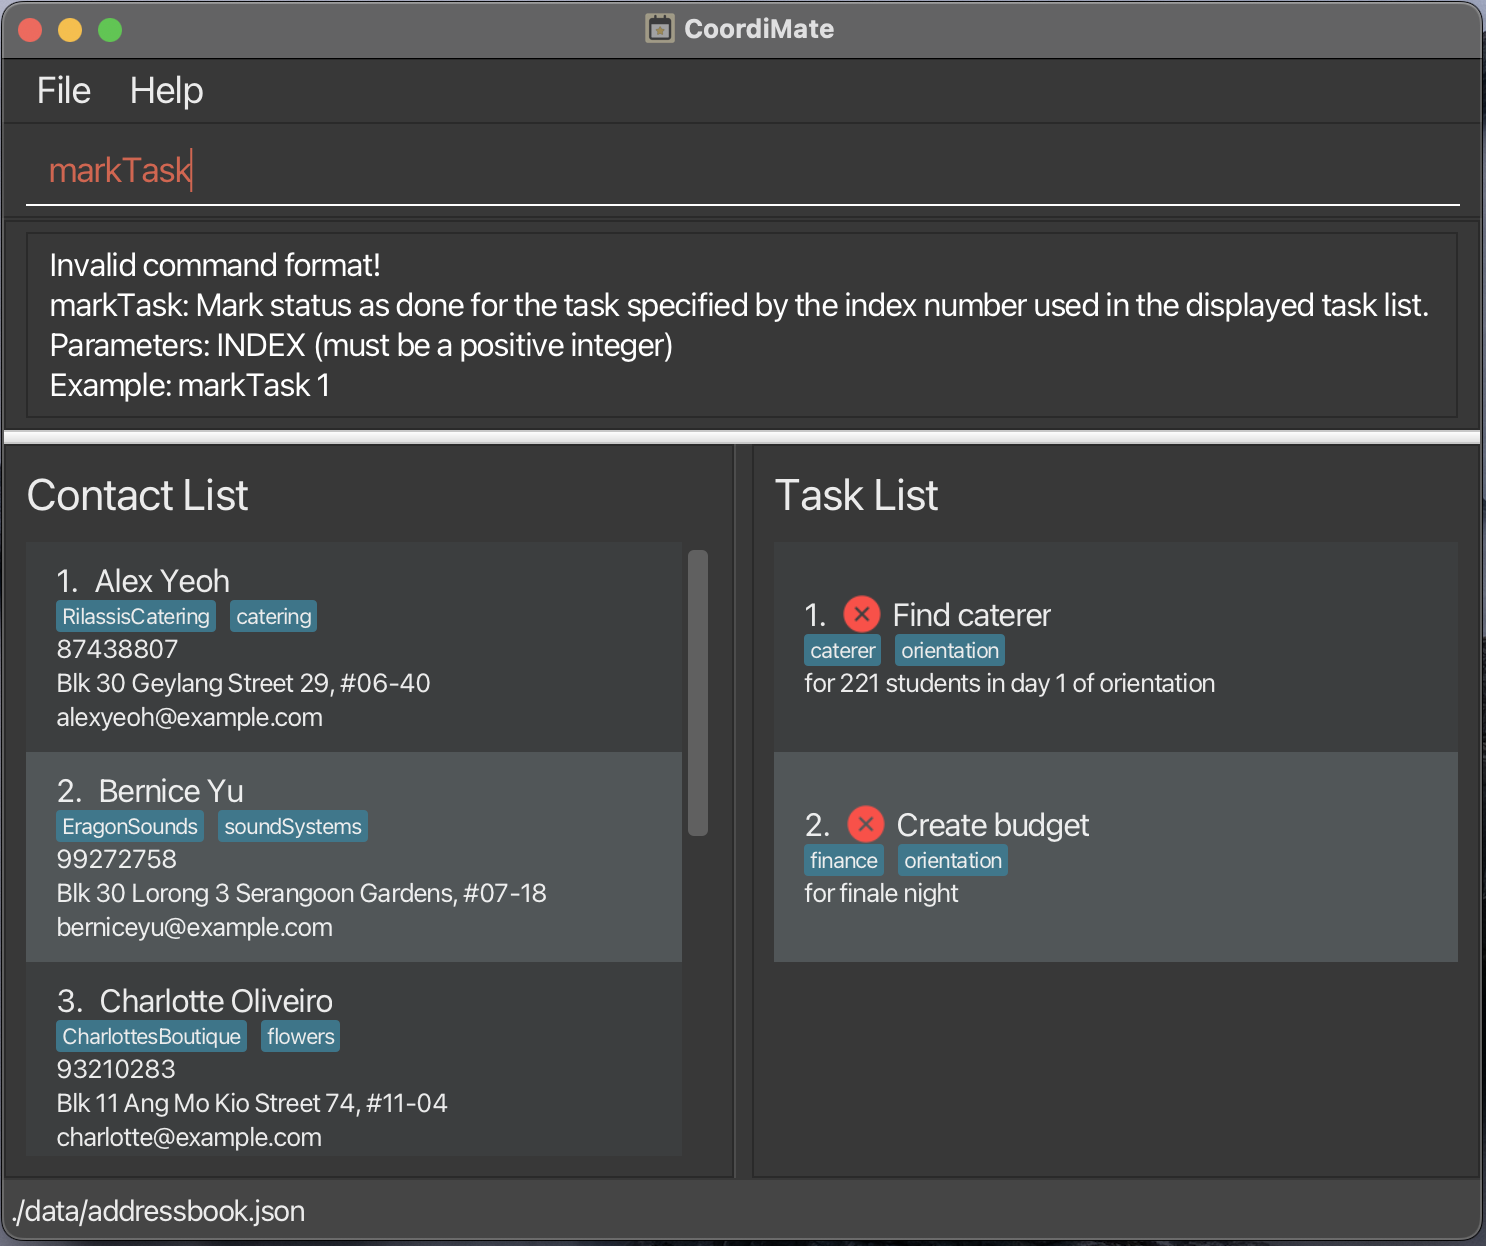 CoordiMate
File Help
markTask
Invalid command format!
markTask: Mark status as done for the task specified by the index number used in the displayed task list.
Parameters: INDEX (must be a positive integer)
Example: markTask 1
Contact List
1. Alex Yeoh
RilassisCatering catering
87438807
Blk 30 Geylang Street 29, #06-40
alexyeoh@example.com
2. Bernice Yu
EragonSounds soundSystems
99272758
Blk 30 Lorong 3 Serangoon Gardens, #07-18
berniceyu@example.com
3. Charlotte Oliveiro
CharlottesBoutique flowers
93210283
Blk 11 Ang Mo Kio Street 74, #11-04
charlotte@example.com
Task List
1. Find caterer
caterer orientation
for 221 students in day 1 of orientation
2. Create budget
finance orientation
for finale night
./data/addressbook.json